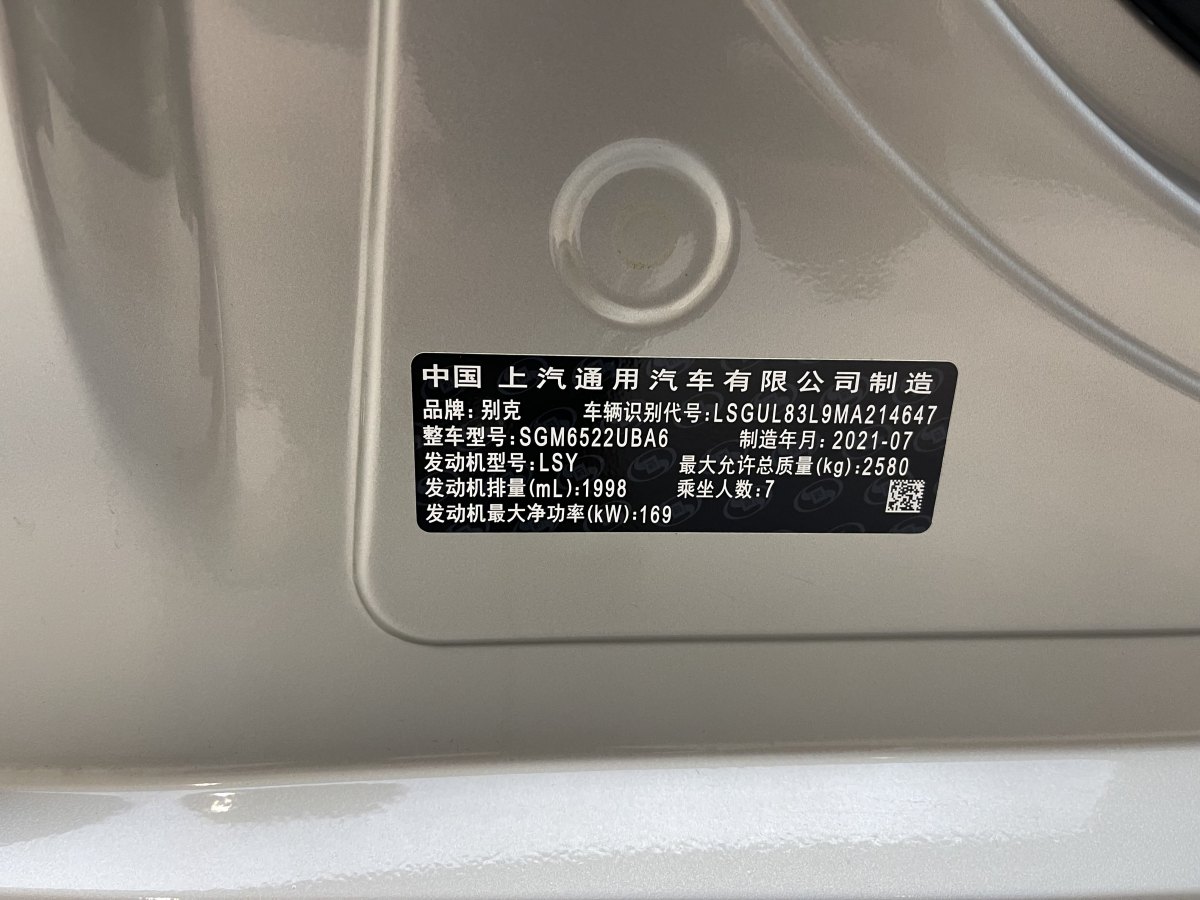 中国 上汽通用汽车有限公司制造
品牌: 别克 车辆识别代号:LSGUL83L9MA214647
整车型号:SGM6522UBA6 制造年月: 2021-07
发动机型号:LSY 最大允许总质量(kg):2580
发动机排量(mL):1998 乘坐人数:7
发动机最大净功率(kW):169